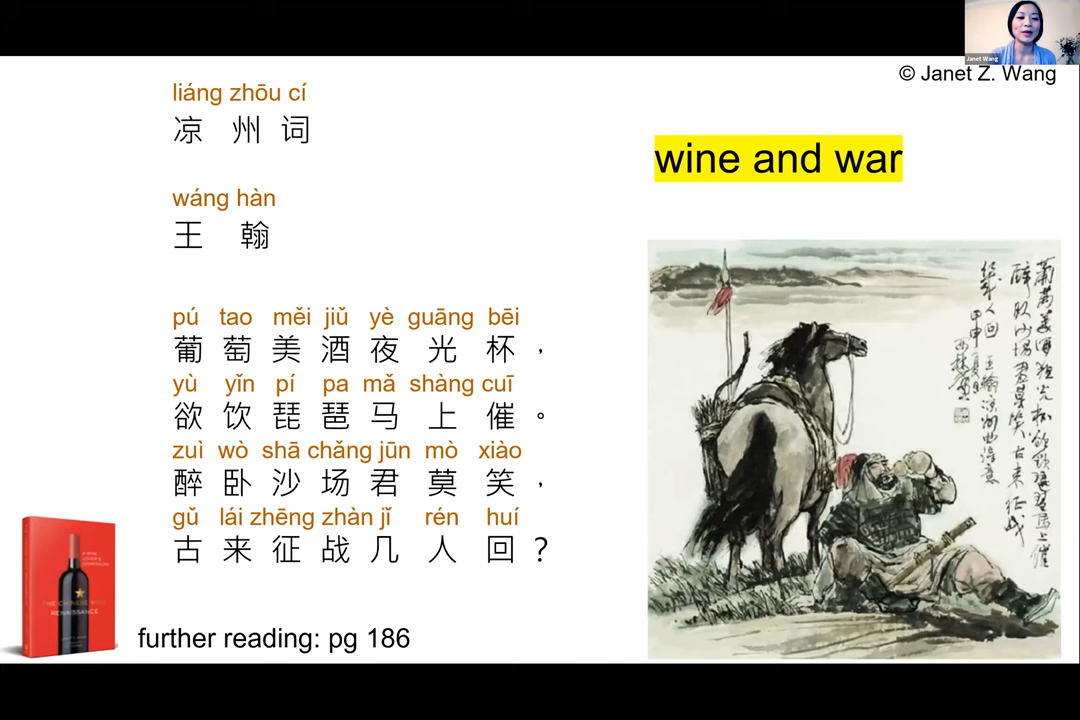 Janet Wang
© Janet Z. Wang
liáng zhōu cí
凉州词
wáng hàn
王翰
wine and war
pú tao měi jiǔ yè guāng bēi
葡萄美酒夜光杯，
yù yǐn pí pa mǎ shàng cuī
欲饮琵琶马上催。
zuì wò shā chǎng jūn mò xiào
醉卧沙场君莫笑，
gǔ lái zhēng zhàn jǐ rén huí
古来征战几人回？
THE CHINESE WINE
RENAISSANCE
further reading: pg 186